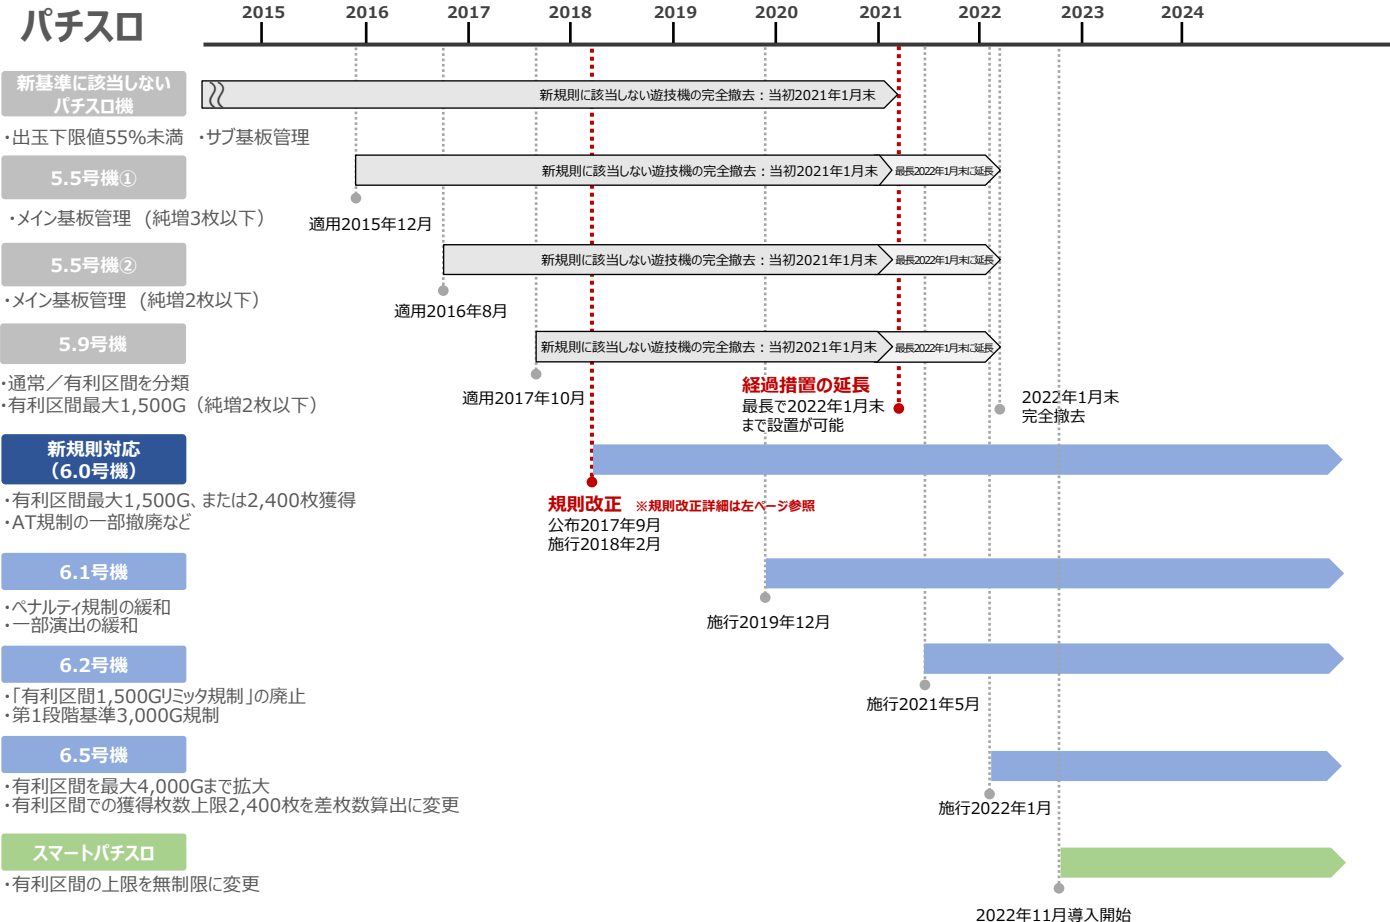 パチスロ
2015 2016 2017 2018 2019 2020 2021 2022 2023 2024
新基準に該当しない
パチスロ機
新規則に該当しない遊技機の完全撤去：当初2021年1月末
・出玉下限値55%未満 ・サブ基板管理
5.5号機①
新規則に該当しない遊技機の完全撤去：当初2021年1月末
最長2022年1月末に延長
・メイン基板管理 (純増3枚以下)
適用2015年12月
5.5号機②
新規則に該当しない遊技機の完全撤去：当初2021年1月末
最長2022年1月末に延長
・メイン基板管理 (純増2枚以下)
適用2016年8月
5.9号機
新規則に該当しない遊技機の完全撤去：当初2021年1月末
最長2022年1月末に延長
・通常／有利区間を分類
・有利区間最大1,500G（純増2枚以下）
適用2017年10月
経過措置の延長
最長で2022年1月末
まで設置が可能
2022年1月末
完全撤去
新規則対応
（6.0号機）
・有利区間最大1,500G、または2,400枚獲得
・AT規制の一部撤廃など
規則改正 ※規則改正詳細は左ページ参照
公布2017年9月
施行2018年2月
6.1号機
・ペナルティ規制の緩和
・一部演出の緩和
施行2019年12月
6.2号機
・「有利区間1,500Gリミッタ規制」の廃止
・第1段階基準3,000G規制
施行2021年5月
6.5号機
・有利区間を最大4,000Gまで拡大
・有利区間での獲得枚数上限2,400枚を差枚数算出に変更
施行2022年1月
スマートパチスロ
・有利区間の上限を無制限に変更
2022年11月導入開始